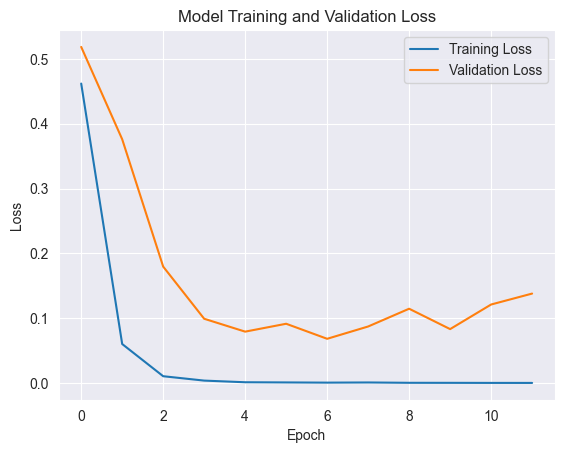 Model Training and Validation Loss
Training Loss
Validation Loss
0.5
0.4
0.3
0.2
0.1
0.0
Loss
0 2 4 6 8 10
Epoch